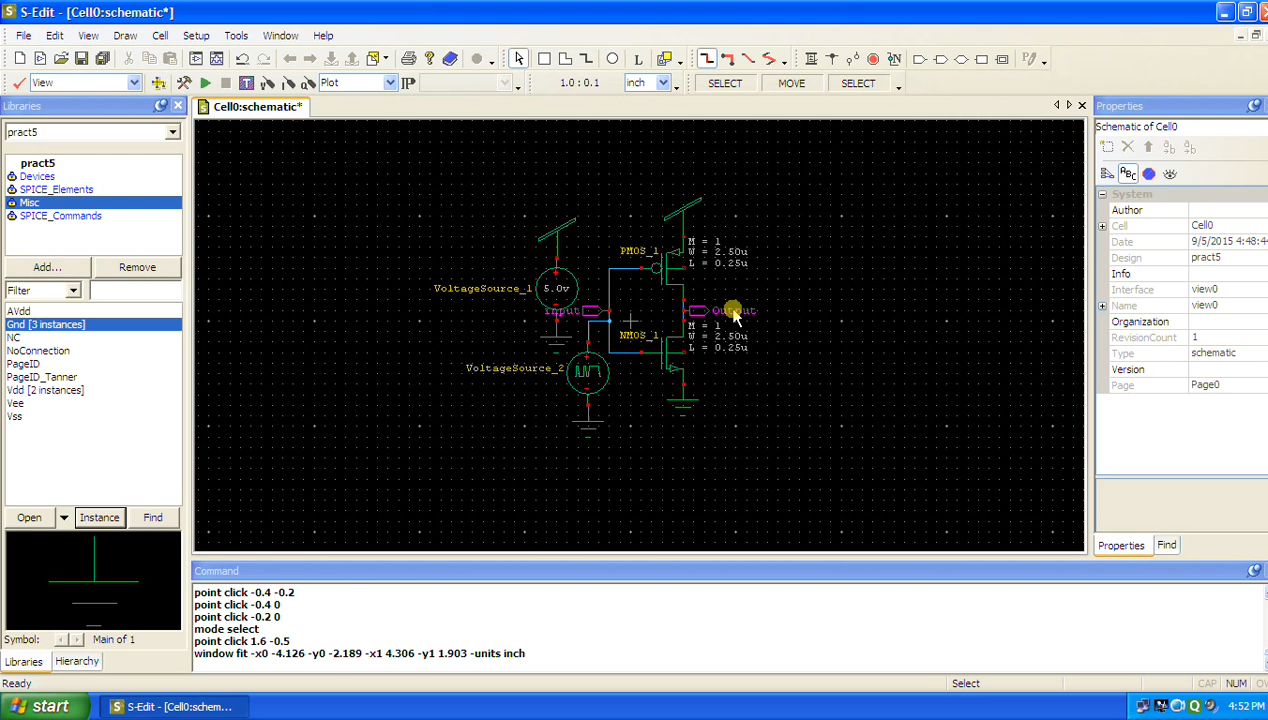 S-Edit - [Cell0:schematic*]
File Edit View Draw Cell Setup Tools Window Help
View Plot 1.0 : 0.1 inch SELECT MOVE SELECT
Libraries
Cell0:schematic*
Properties
pract5
Schematic of Cell0
pract5
Devices
SPICE_Elements
Misc
SPICE_Commands
Add... Remove
Filter
AVdd
Gnd [3 instances]
NC
NoConnection
PageID
PageID_Tanner
Vdd [2 instances]
Vee
Vss
Open Instance Find
Symbol: Main of 1
Libraries Hierarchy
PMOS_1
M = 1
W = 2.50u
L = 0.25u
VoltageSource_1
5.0v
Input
Output
NMOS_1
M = 1
W = 2.50u
L = 0.25u
VoltageSource_2
System
Author
Cell Cell0
Date 9/5/2015 4:48:4
Design pract5
Info
Interface view0
Name view0
Organization
RevisionCount 1
Type schematic
Version
Page Page0
Properties Find
Command
point click -0.4 -0.2
point click -0.4 0
point click -0.2 0
mode select
point click 1.6 -0.5
window fit -x0 -4.126 -y0 -2.189 -x1 4.306 -y1 1.903 -units inch
Ready Select CAP NUM
start S-Edit - [Cell0:schem... 4:52 PM